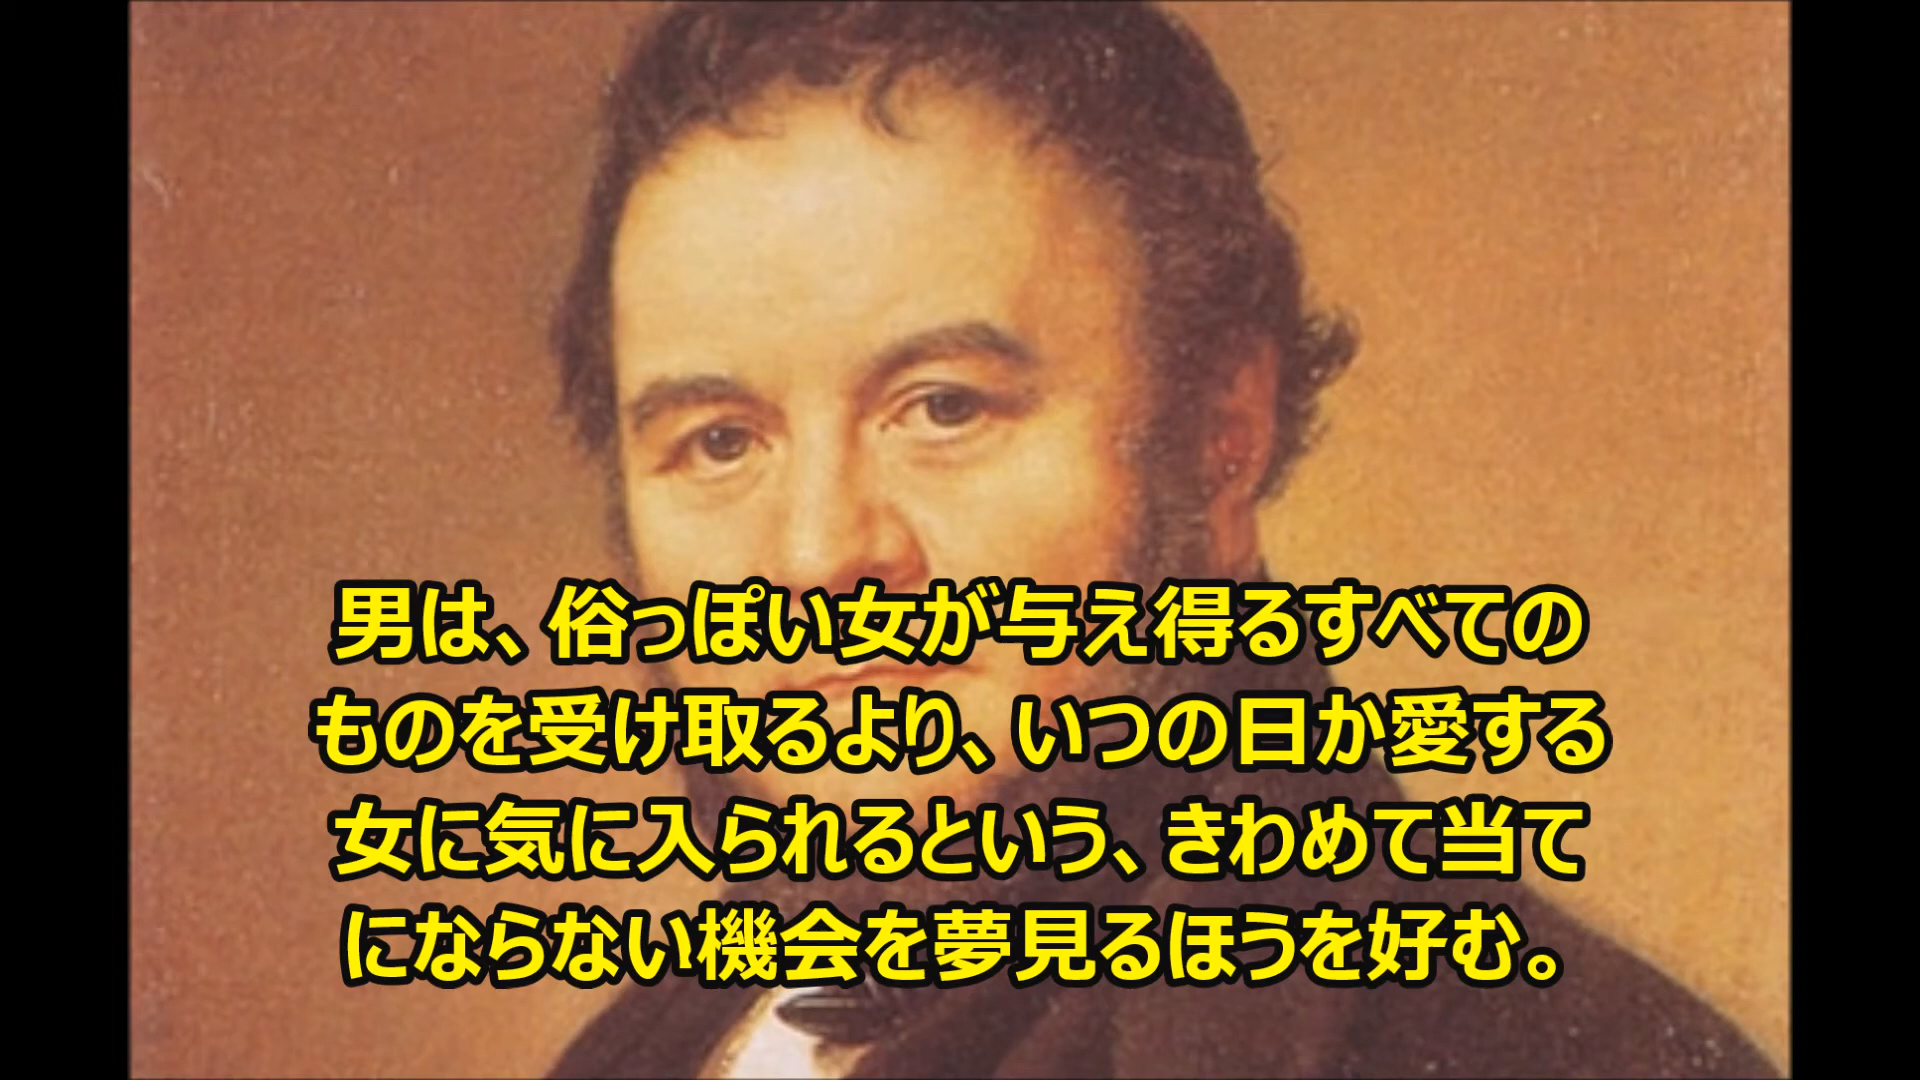 男は、俗っぽい女が与え得るすべての
ものを受け取るより、いつの日か愛する
女に気に入られるという、きわめて当て
にならない機会を夢見るほうを好む。